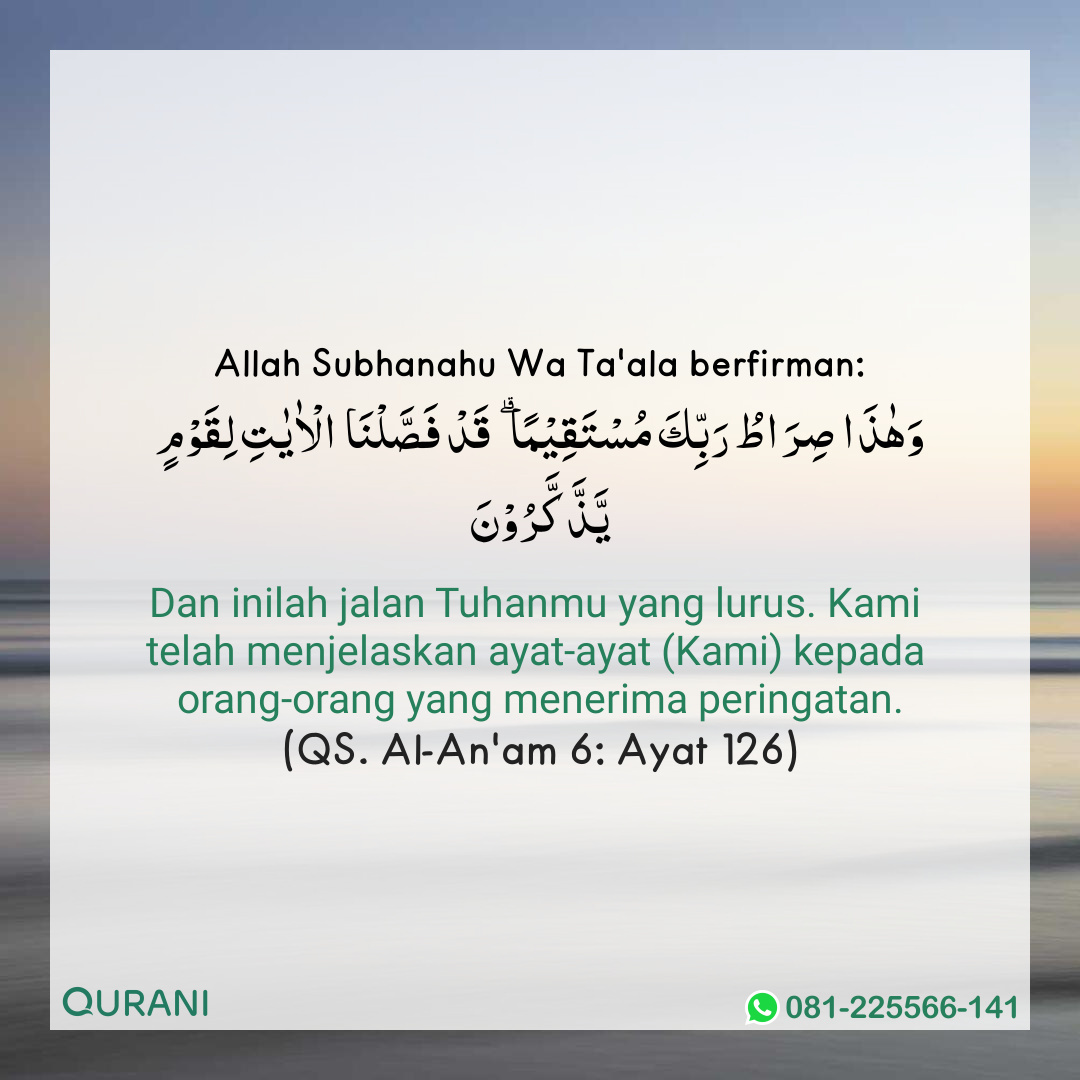 Allah Subhanahu Wa Ta'ala berfirman:
وَهٰذَا صِرَاطُ رَبِّكَ مُسْتَقِيْمًا ۗ قَدْ فَصَّلْنَا الْاٰيٰتِ لِقَوْمٍ
يَّذَّكَّرُوْنَ
Dan inilah jalan Tuhanmu yang lurus. Kami
telah menjelaskan ayat-ayat (Kami) kepada
orang-orang yang menerima peringatan.
(QS. Al-An'am 6: Ayat 126)
QURANI
081-225566-141